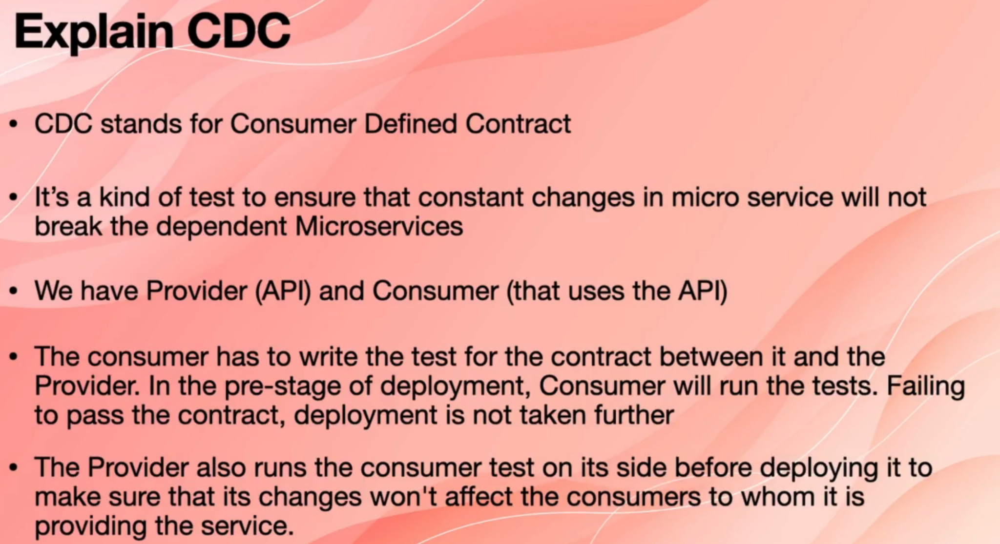 Explain CDC
• CDC stands for Consumer Defined Contract
• It's a kind of test to ensure that constant changes in micro service will not
break the dependent Microservices
• We have Provider (API) and Consumer (that uses the API)
• The consumer has to write the test for the contract between it and the
Provider. In the pre-stage of deployment, Consumer will run the tests. Failing
to pass the contract, deployment is not taken further
• The Provider also runs the consumer test on its side before deploying it to
make sure that its changes won't affect the consumers to whom it is
providing the service.